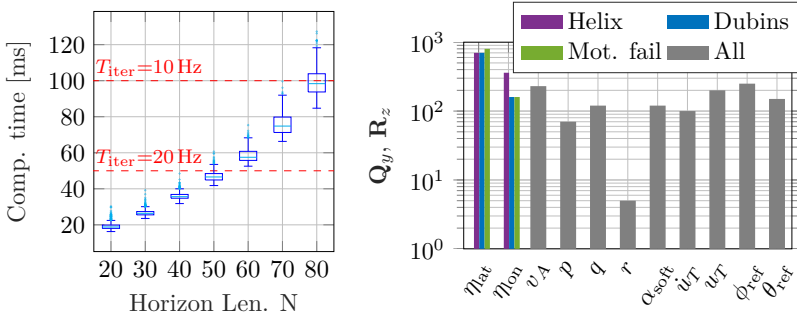 Comp. time [ms]
120
100
80
60
40
20
T_iter=10 Hz
T_iter=20 Hz
20 30 40 50 60 70 80
Horizon Len. N
Helix Dubins
Mot. fail All
Q_y, R_z
10^3
10^2
10^1
10^0
η_lat η_lon v_A p q r α_soft u̇_T u_T ϕ_ref θ_ref